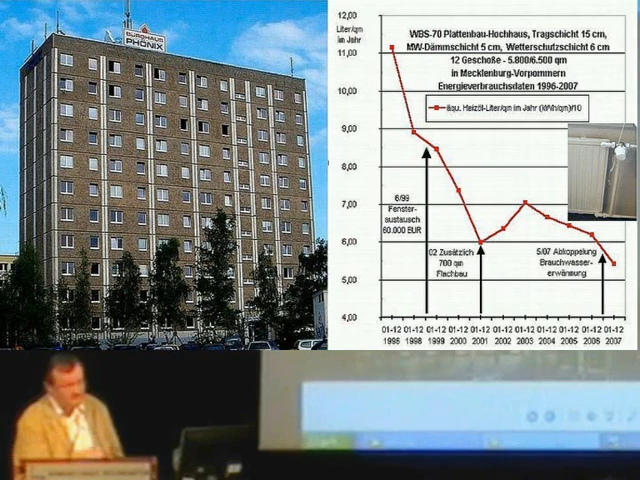 BURGHAUS
PHÖNIX
Liter/qm
im Jahr
12,00
11,00
10,00
9,00
8,00
7,00
6,00
5,00
4,00
WBS-70 Plattenbau-Hochhaus, Tragschicht 15 cm,
MW-Dämmschicht 5 cm, Wetterschutzschicht 6 cm
12 Geschoße - 5.800/6.500 qm
in Mecklenburg-Vorpommern
Energieverbrauchsdaten 1996-2007
äqu. Heizöl-Liter/qm im Jahr (kWh/qm)/10
6/99
Fenster-
austausch
60.000 EUR
02 Zusätzlich
700 qm
Flachbau
5/07 Abkoppelung
Brauchwasser-
erwärmung
01-12 01-12 01-12 01-12 01-12 01-12 01-12 01-12 01-12 01-12 01-12
1996 1998 1999 2000 2001 2002 2003 2004 2005 2006 2007